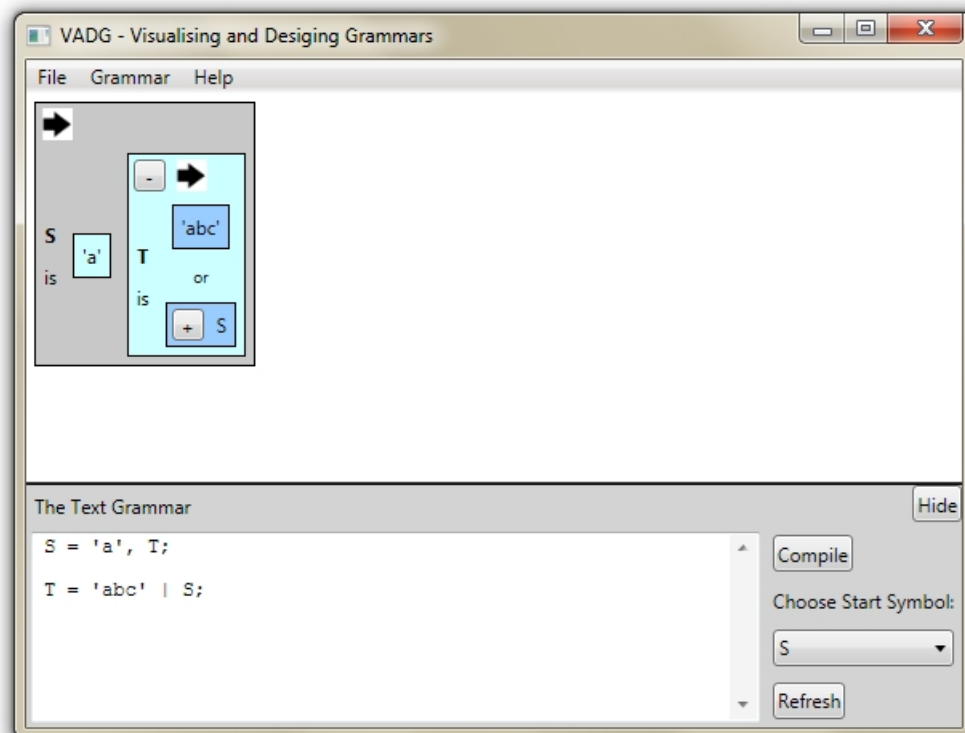 VADG - Visualising and Desiging Grammars
File Grammar Help
-
'abc'
S
'a'
T
is
or
is
+ S
The Text Grammar
Hide
S = 'a', T;
T = 'abc' | S;
Compile
Choose Start Symbol:
S
Refresh